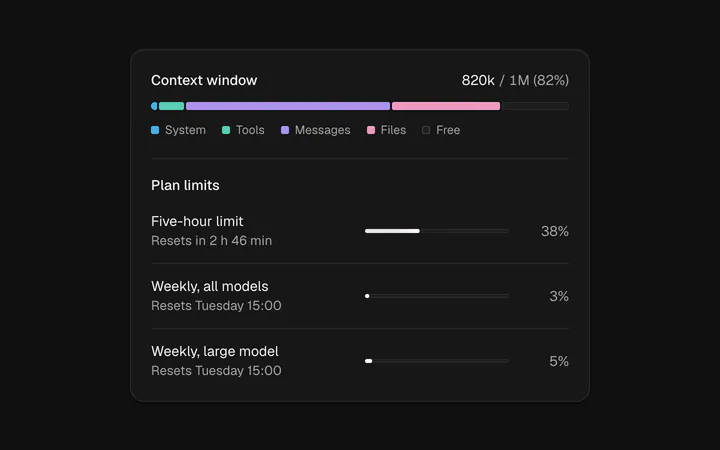 Context window
820k / 1M (82%)
System Tools Messages Files Free
Plan limits
Five-hour limit
Resets in 2 h 46 min
38%
Weekly, all models
Resets Tuesday 15:00
3%
Weekly, large model
Resets Tuesday 15:00
5%